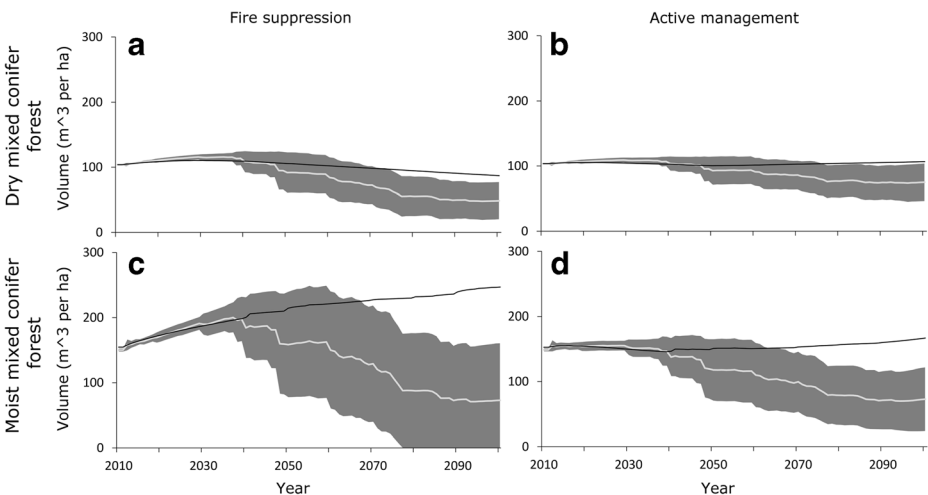 Fire suppression
Active management
Dry mixed conifer
forest
Volume (m^3 per ha)
a
300
200
100
0
b
300
200
100
0
Moist mixed conifer
forest
Volume (m^3 per ha)
c
300
200
100
0
2010
2030
2050
2070
2090
Year
d
300
200
100
0
2010
2030
2050
2070
2090
Year